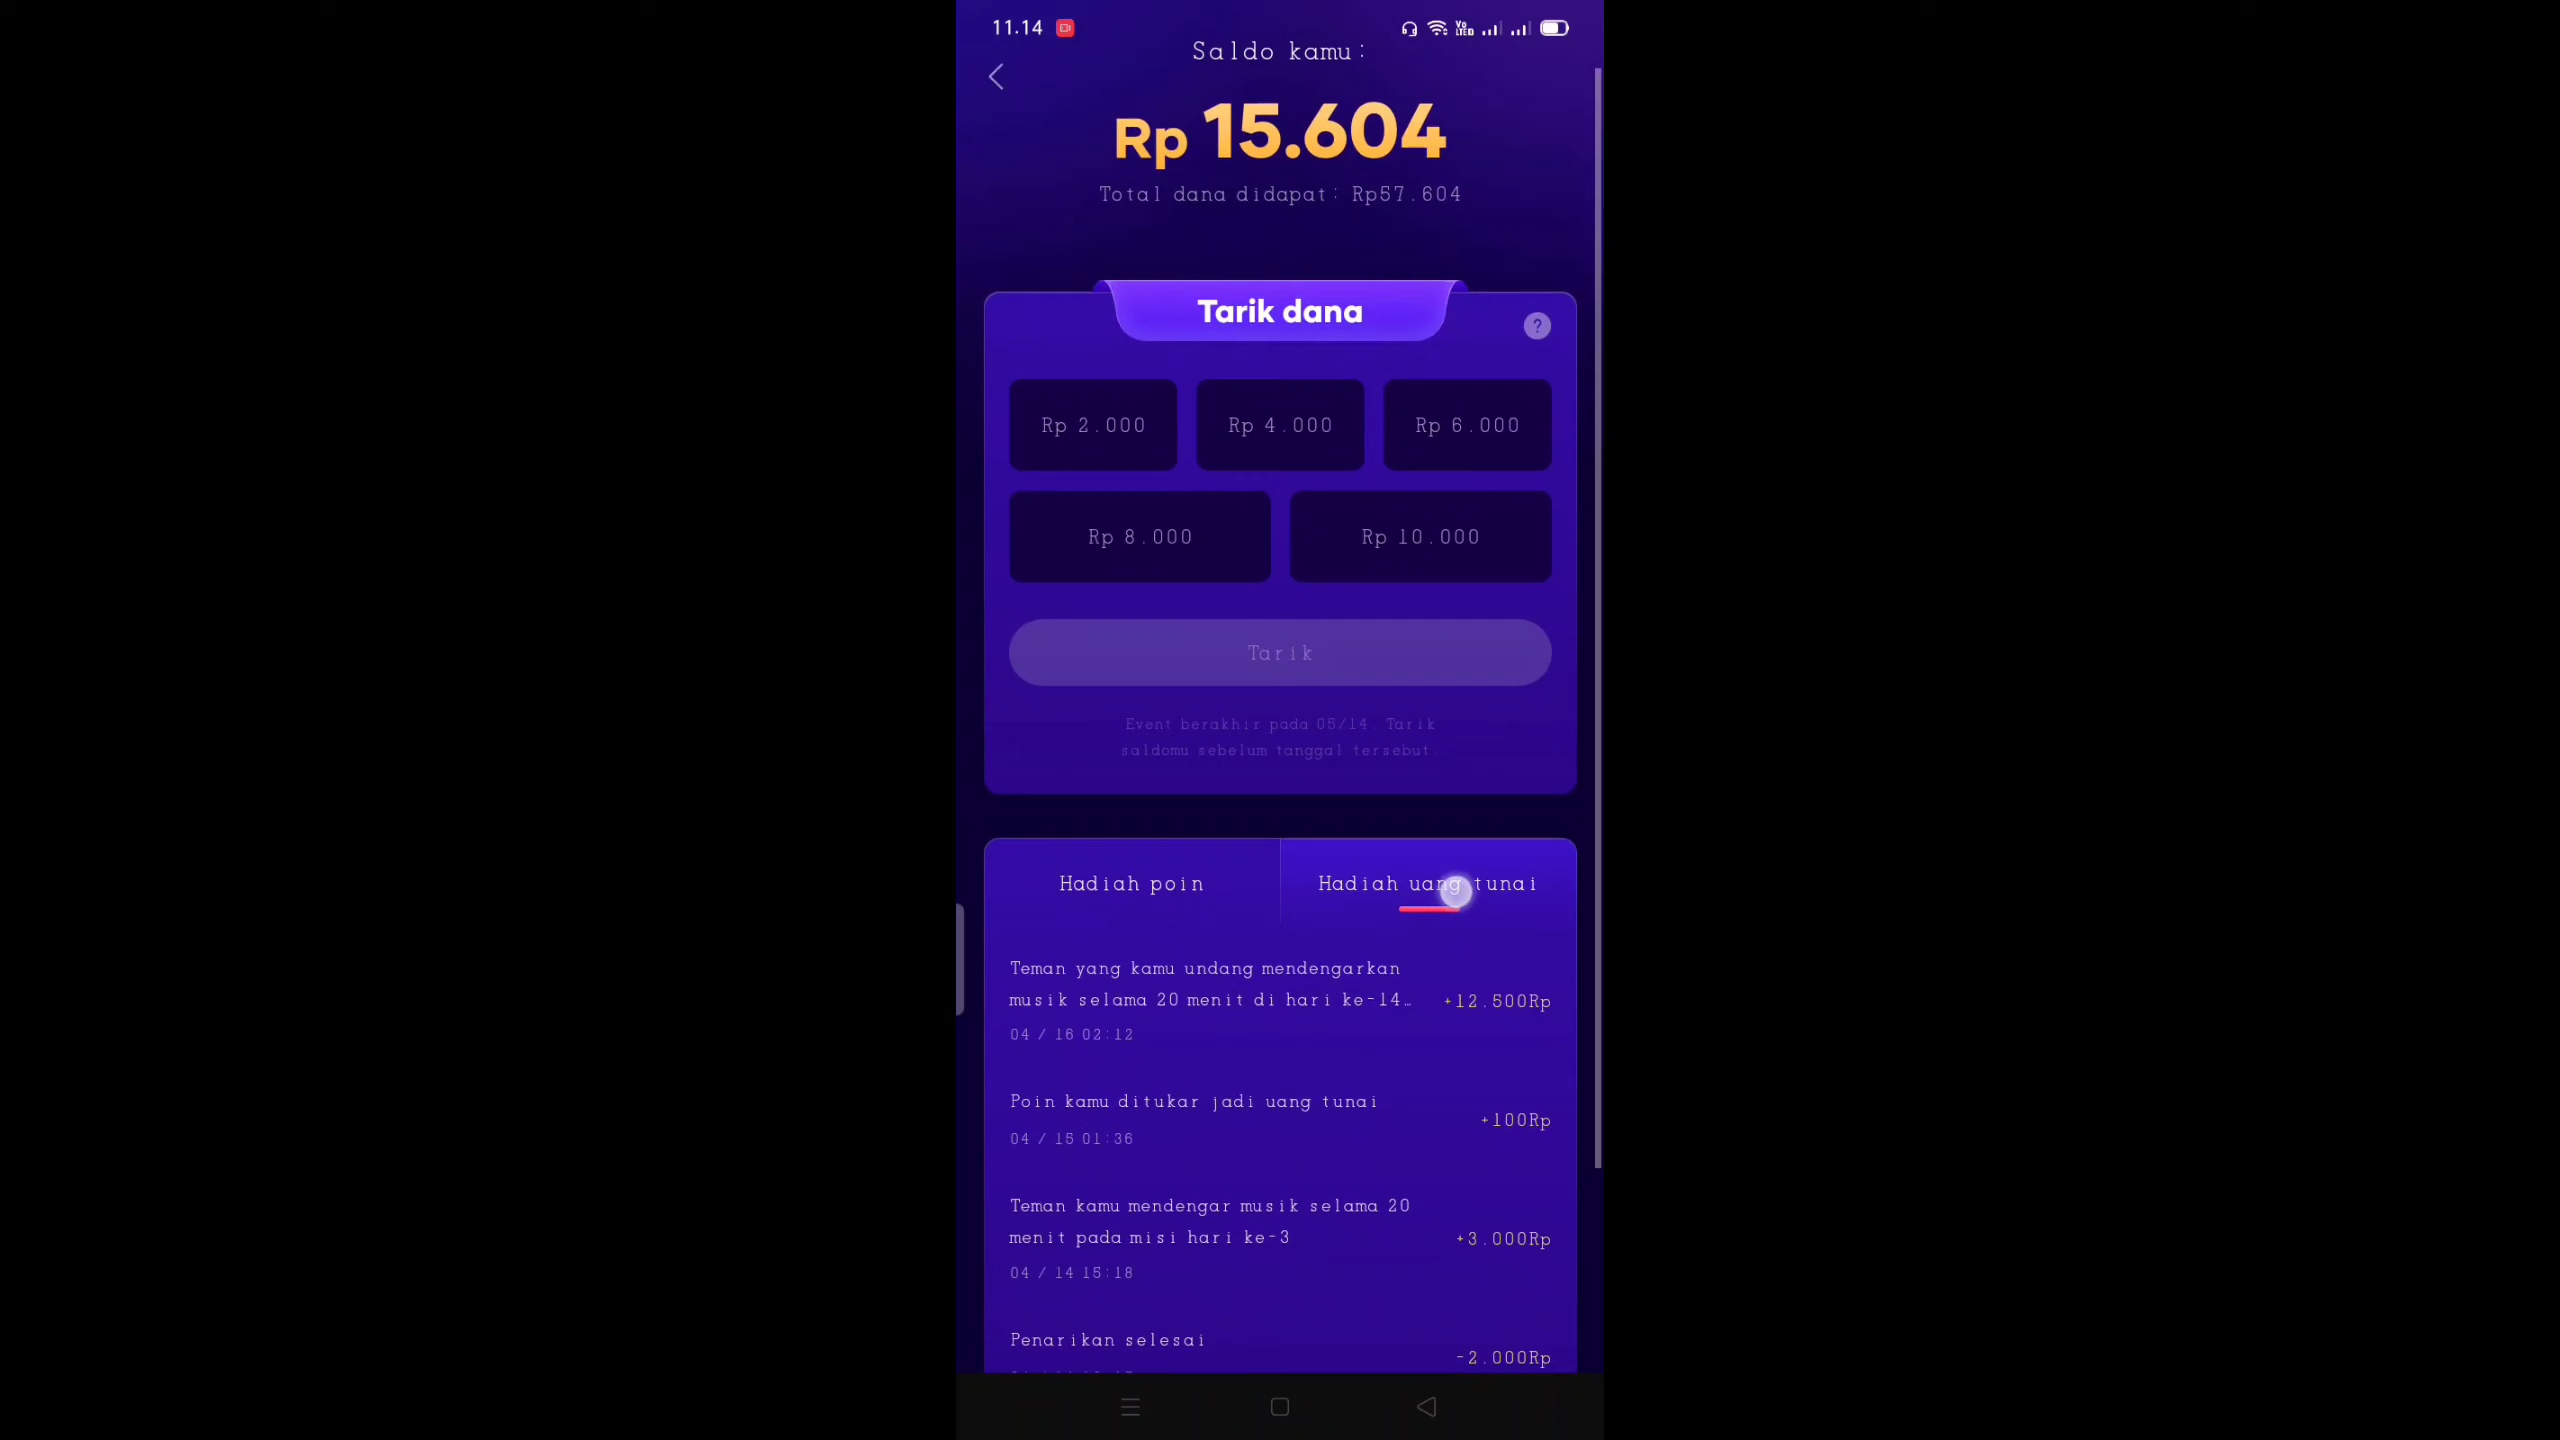 11.14
Saldo kamu:
Rp 15.604
Total dana didapat: Rp57.604
Tarik dana
?
Rp 2.000
Rp 4.000
Rp 6.000
Rp 8.000
Rp 10.000
Tarik
Event berakhir pada 05/14. Tarik
saldomu sebelum tanggal tersebut.
Hadiah poin
Hadiah uang tunai
Teman yang kamu undang mendengarkan
musik selama 20 menit di hari ke-14…
+12.500Rp
04 / 16 02:12
Poin kamu ditukar jadi uang tunai
+100Rp
04 / 15 01:36
Teman kamu mendengar musik selama 20
menit pada misi hari ke-3
+3.000Rp
04 / 14 15:18
Penarikan selesai
-2.000Rp